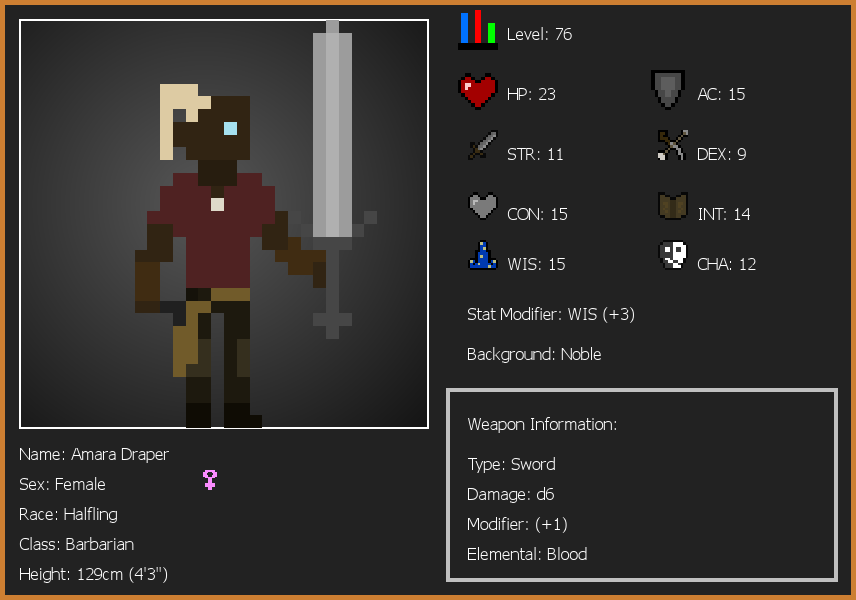 Level: 76
HP: 23
AC: 15
STR: 11
DEX: 9
CON: 15
INT: 14
WIS: 15
CHA: 12
Stat Modifier: WIS (+3)
Background: Noble
Weapon Information:
Type: Sword
Damage: d6
Modifier: (+1)
Elemental: Blood
Name: Amara Draper
Sex: Female
Race: Halfling
Class: Barbarian
Height: 129cm (4'3")